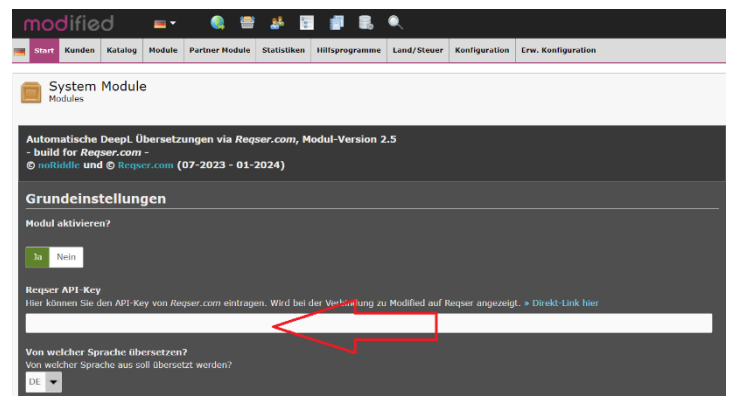 modified
Start Kunden Katalog Module Partner Module Statistiken Hilfsprogramme Land/Steuer Konfiguration Erw. Konfiguration
System Module
Modules
Automatische DeepL Übersetzungen via Reqser.com, Modul-Version 2.5
- build for Reqser.com -
© noRiddle und © Reqser.com (07-2023 - 01-2024)
Grundeinstellungen
Modul aktivieren?
Ja Nein
Reqser API-Key
Hier können Sie den API-Key von Reqser.com eintragen. Wird bei der Verbindung zu Modified auf Reqser angezeigt. » Direkt-Link hier
Von welcher Sprache übersetzen?
Von welcher Sprache aus soll übersetzt werden?
DE